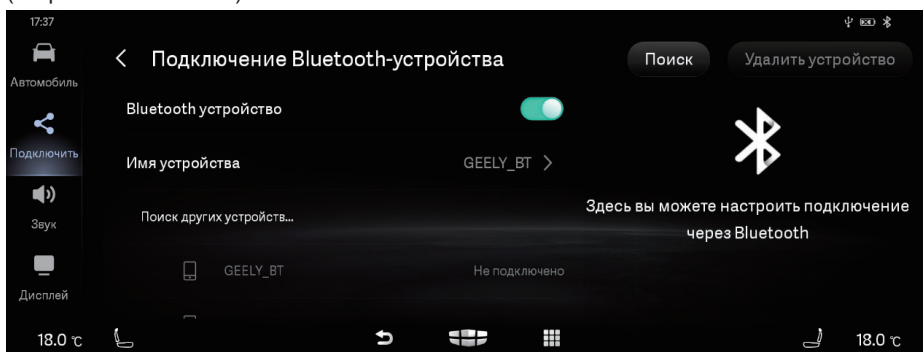 17:37
Автомобиль
Подключить
Звук
Дисплей
Подключение Bluetooth-устройства
Поиск
Удалить устройство
Bluetooth устройство
Имя устройства
GEELY_BT
Поиск других устройств...
GEELY_BT
Не подключено
Здесь вы можете настроить подключение
через Bluetooth
18.0 °C
18.0 °C